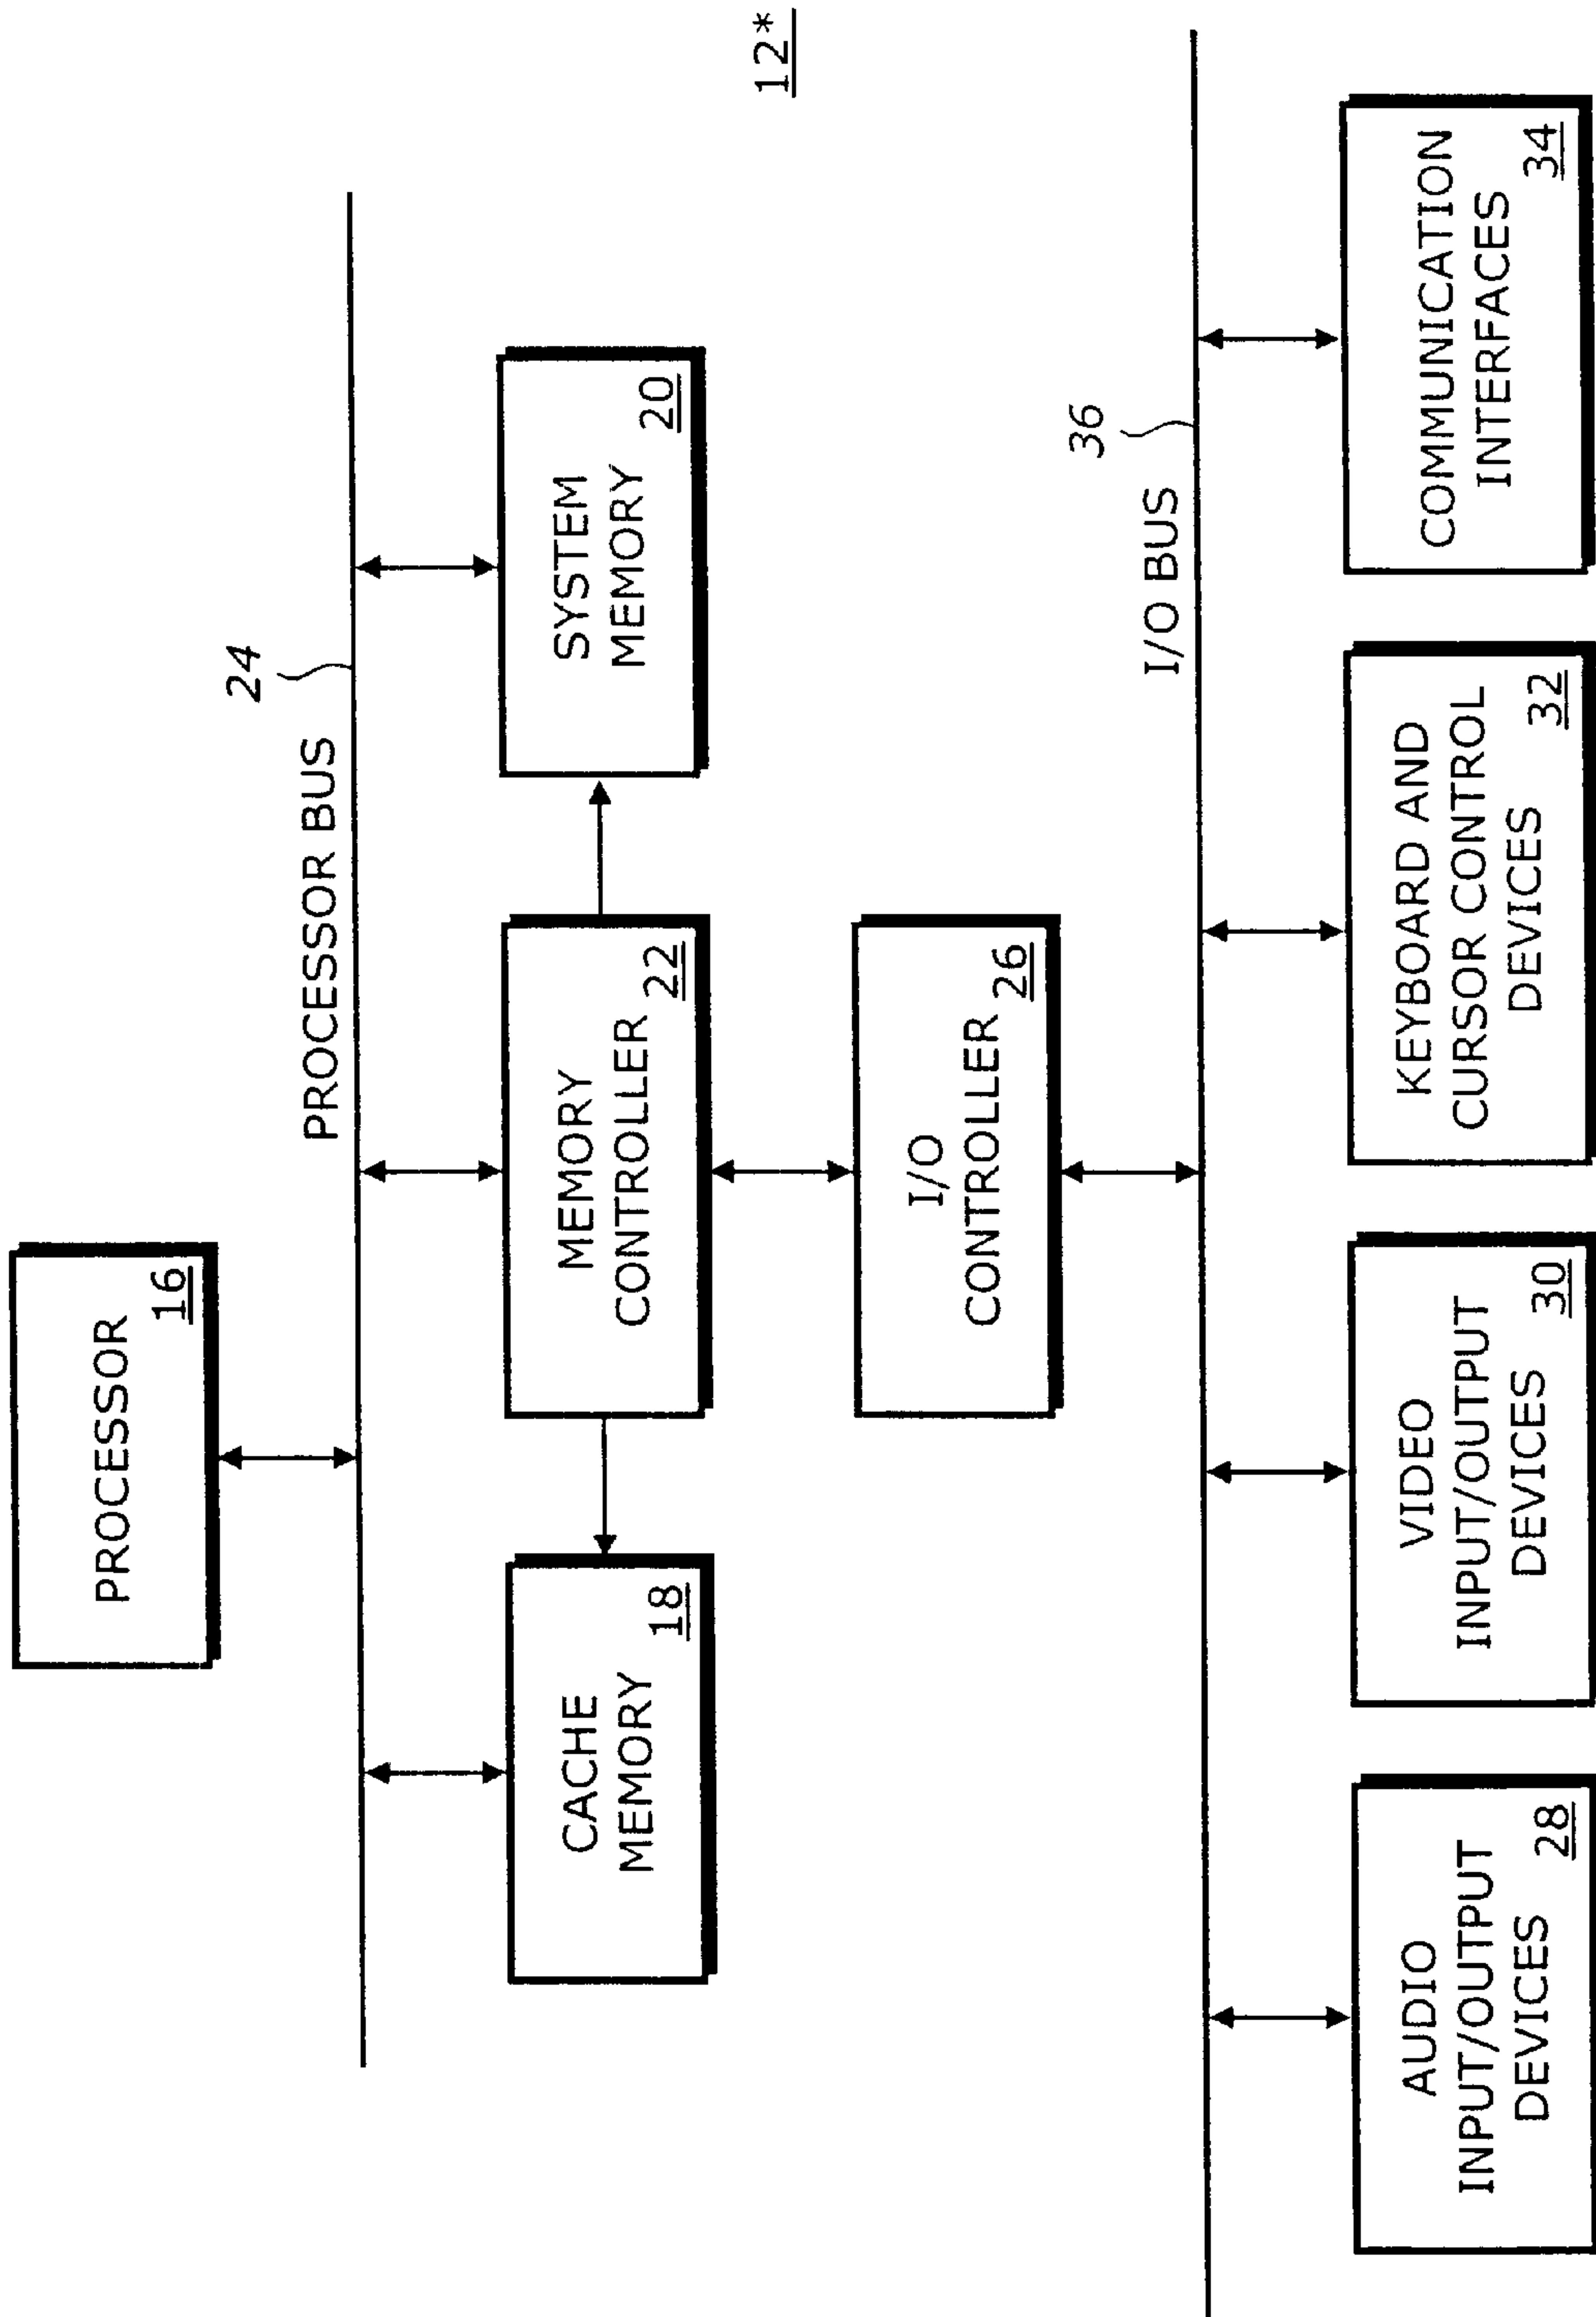 PROCESSOR
16
PROCESSOR BUS
24
CACHE
MEMORY
18
MEMORY
CONTROLLER
22
SYSTEM
MEMORY
20
12*
I/O
CONTROLLER
26
I/O BUS
36
AUDIO
INPUT/OUTPUT
DEVICES
28
VIDEO
INPUT/OUTPUT
DEVICES
30
KEYBOARD AND
CURSOR CONTROL
DEVICES
32
COMMUNICATION
INTERFACES
34